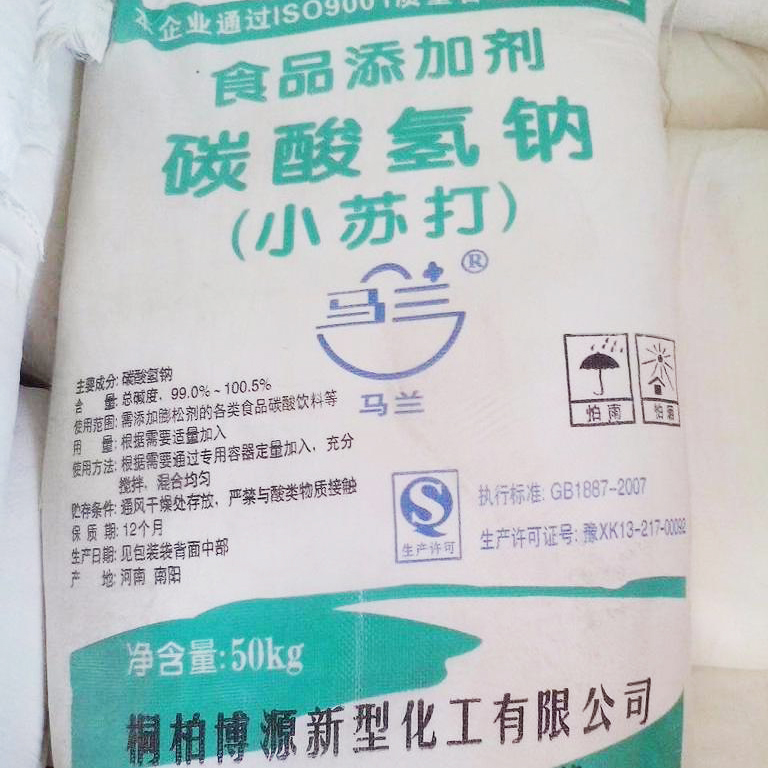 企业通过ISO9001质量
食品添加剂
碳酸氢钠
(小苏打)
马兰®
马兰
怕雨
怕晒
主要成分: 碳酸氢钠
含 量: 总碱度, 99.0%~100.5%
使用范围: 需添加膨松剂的各类食品碳酸饮料等
用 量: 根据需要适量加入
使用方法: 根据需要通过专用容器定量加入, 充分
搅拌、混合均匀
贮存条件: 通风干燥处存放, 严禁与酸类物质接触
保 质 期: 12个月
生产日期: 见包装袋背面中部
产 地: 河南 南阳
QS
生产许可
执行标准: GB1887-2007
生产许可证号: 豫XK13-217-00092
净含量:50kg
桐柏博源新型化工有限公司